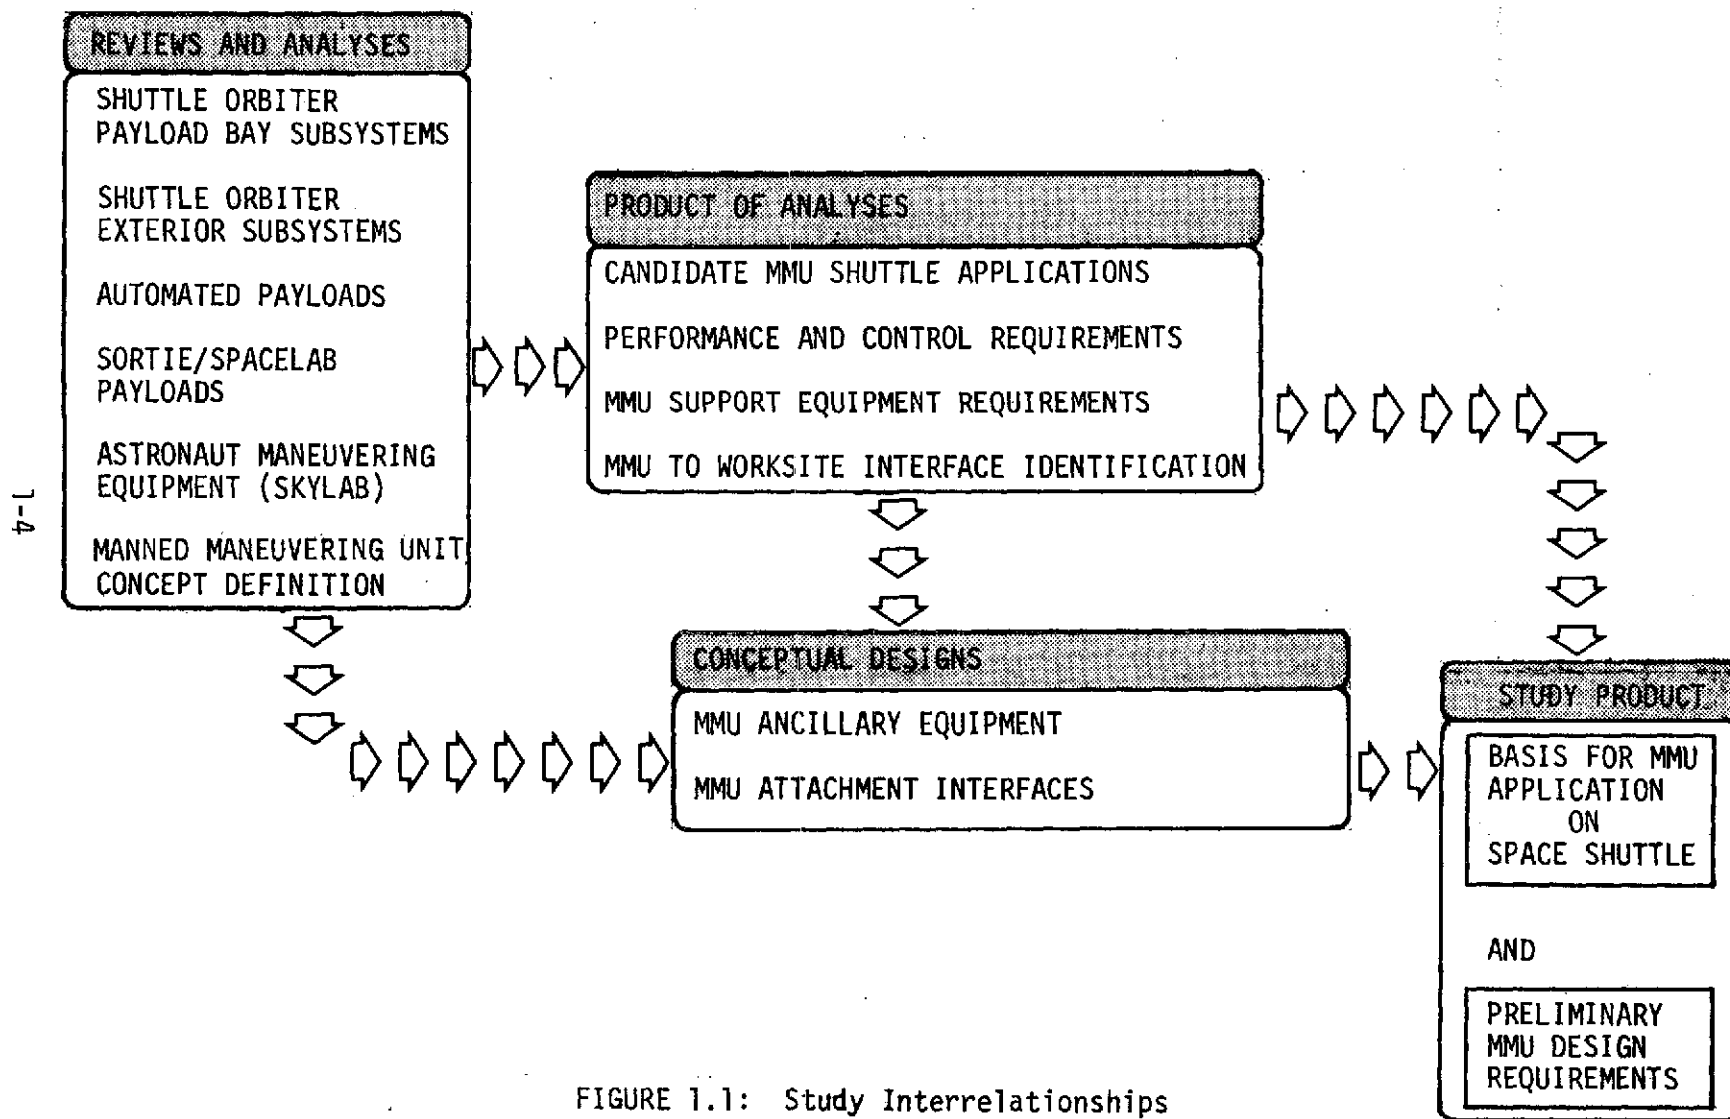 REVIEWS AND ANALYSES
SHUTTLE ORBITER
PAYLOAD BAY SUBSYSTEMS
SHUTTLE ORBITER
EXTERIOR SUBSYSTEMS
AUTOMATED PAYLOADS
SORTIE/SPACELAB
PAYLOADS
ASTRONAUT MANEUVERING
EQUIPMENT (SKYLAB)
MANNED MANEUVERING UNIT
CONCEPT DEFINITION
PRODUCT OF ANALYSES
CANDIDATE MMU SHUTTLE APPLICATIONS
PERFORMANCE AND CONTROL REQUIREMENTS
MMU SUPPORT EQUIPMENT REQUIREMENTS
MMU TO WORKSITE INTERFACE IDENTIFICATION
CONCEPTUAL DESIGNS
MMU ANCILLARY EQUIPMENT
MMU ATTACHMENT INTERFACES
STUDY PRODUCT
BASIS FOR MMU
APPLICATION
ON
SPACE SHUTTLE
AND
PRELIMINARY
MMU DESIGN
REQUIREMENTS
FIGURE 1.1: Study Interrelationships
1-4